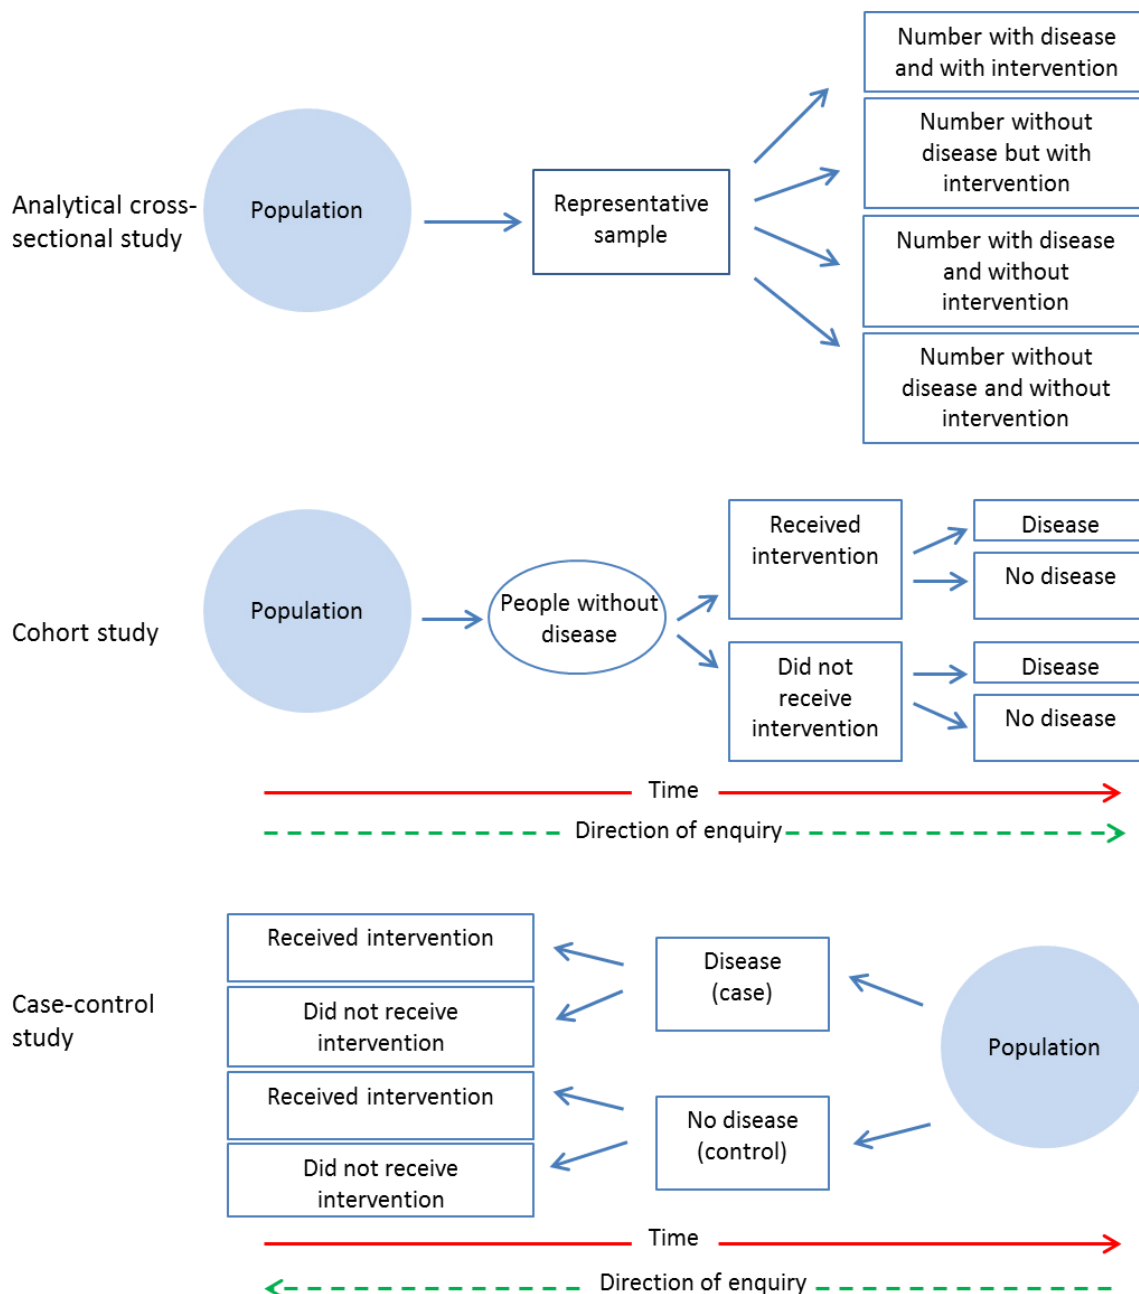 Analytical cross-
sectional study
Population
Representative
sample
Number with disease
and with intervention
Number without
disease but with
intervention
Number with disease
and without
intervention
Number without
disease and without
intervention
Cohort study
Population
People without
disease
Received
intervention
Disease
No disease
Did not
receive
intervention
Disease
No disease
Time
Direction of enquiry
Case-control
study
Received intervention
Did not receive
intervention
Received intervention
Did not receive
intervention
Disease
(case)
No disease
(control)
Population
Time
Direction of enquiry